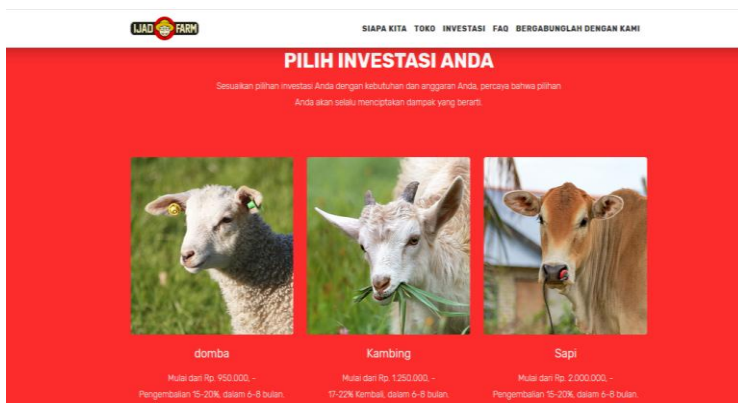 IJAD FARM
SIAPA KITA TOKO INVESTASI FAQ BERGABUNGLAH DENGAN KAMI
PILIH INVESTASI ANDA
Sesuaikan pilihan investasi Anda dengan kebutuhan dan anggaran Anda, percaya bahwa pilihan
Anda akan selalu menciptakan dampak yang berarti.
domba
Mulai dari Rp. 950.000, -
Pengembalian 15-20%, dalam 6-8 bulan.
Kambing
Mulai dari Rp. 1.250.000, -
17-22% Kembali, dalam 6-8 bulan.
Sapi
Mulai dari Rp. 2.000.000, -
Pengembalian 15-20%, dalam 6-8 bulan.